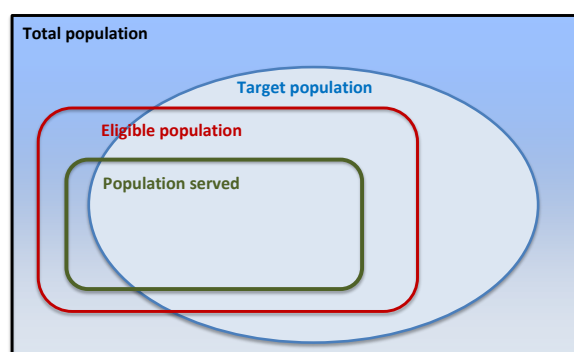 Total population
Target population
Eligible population
Population served